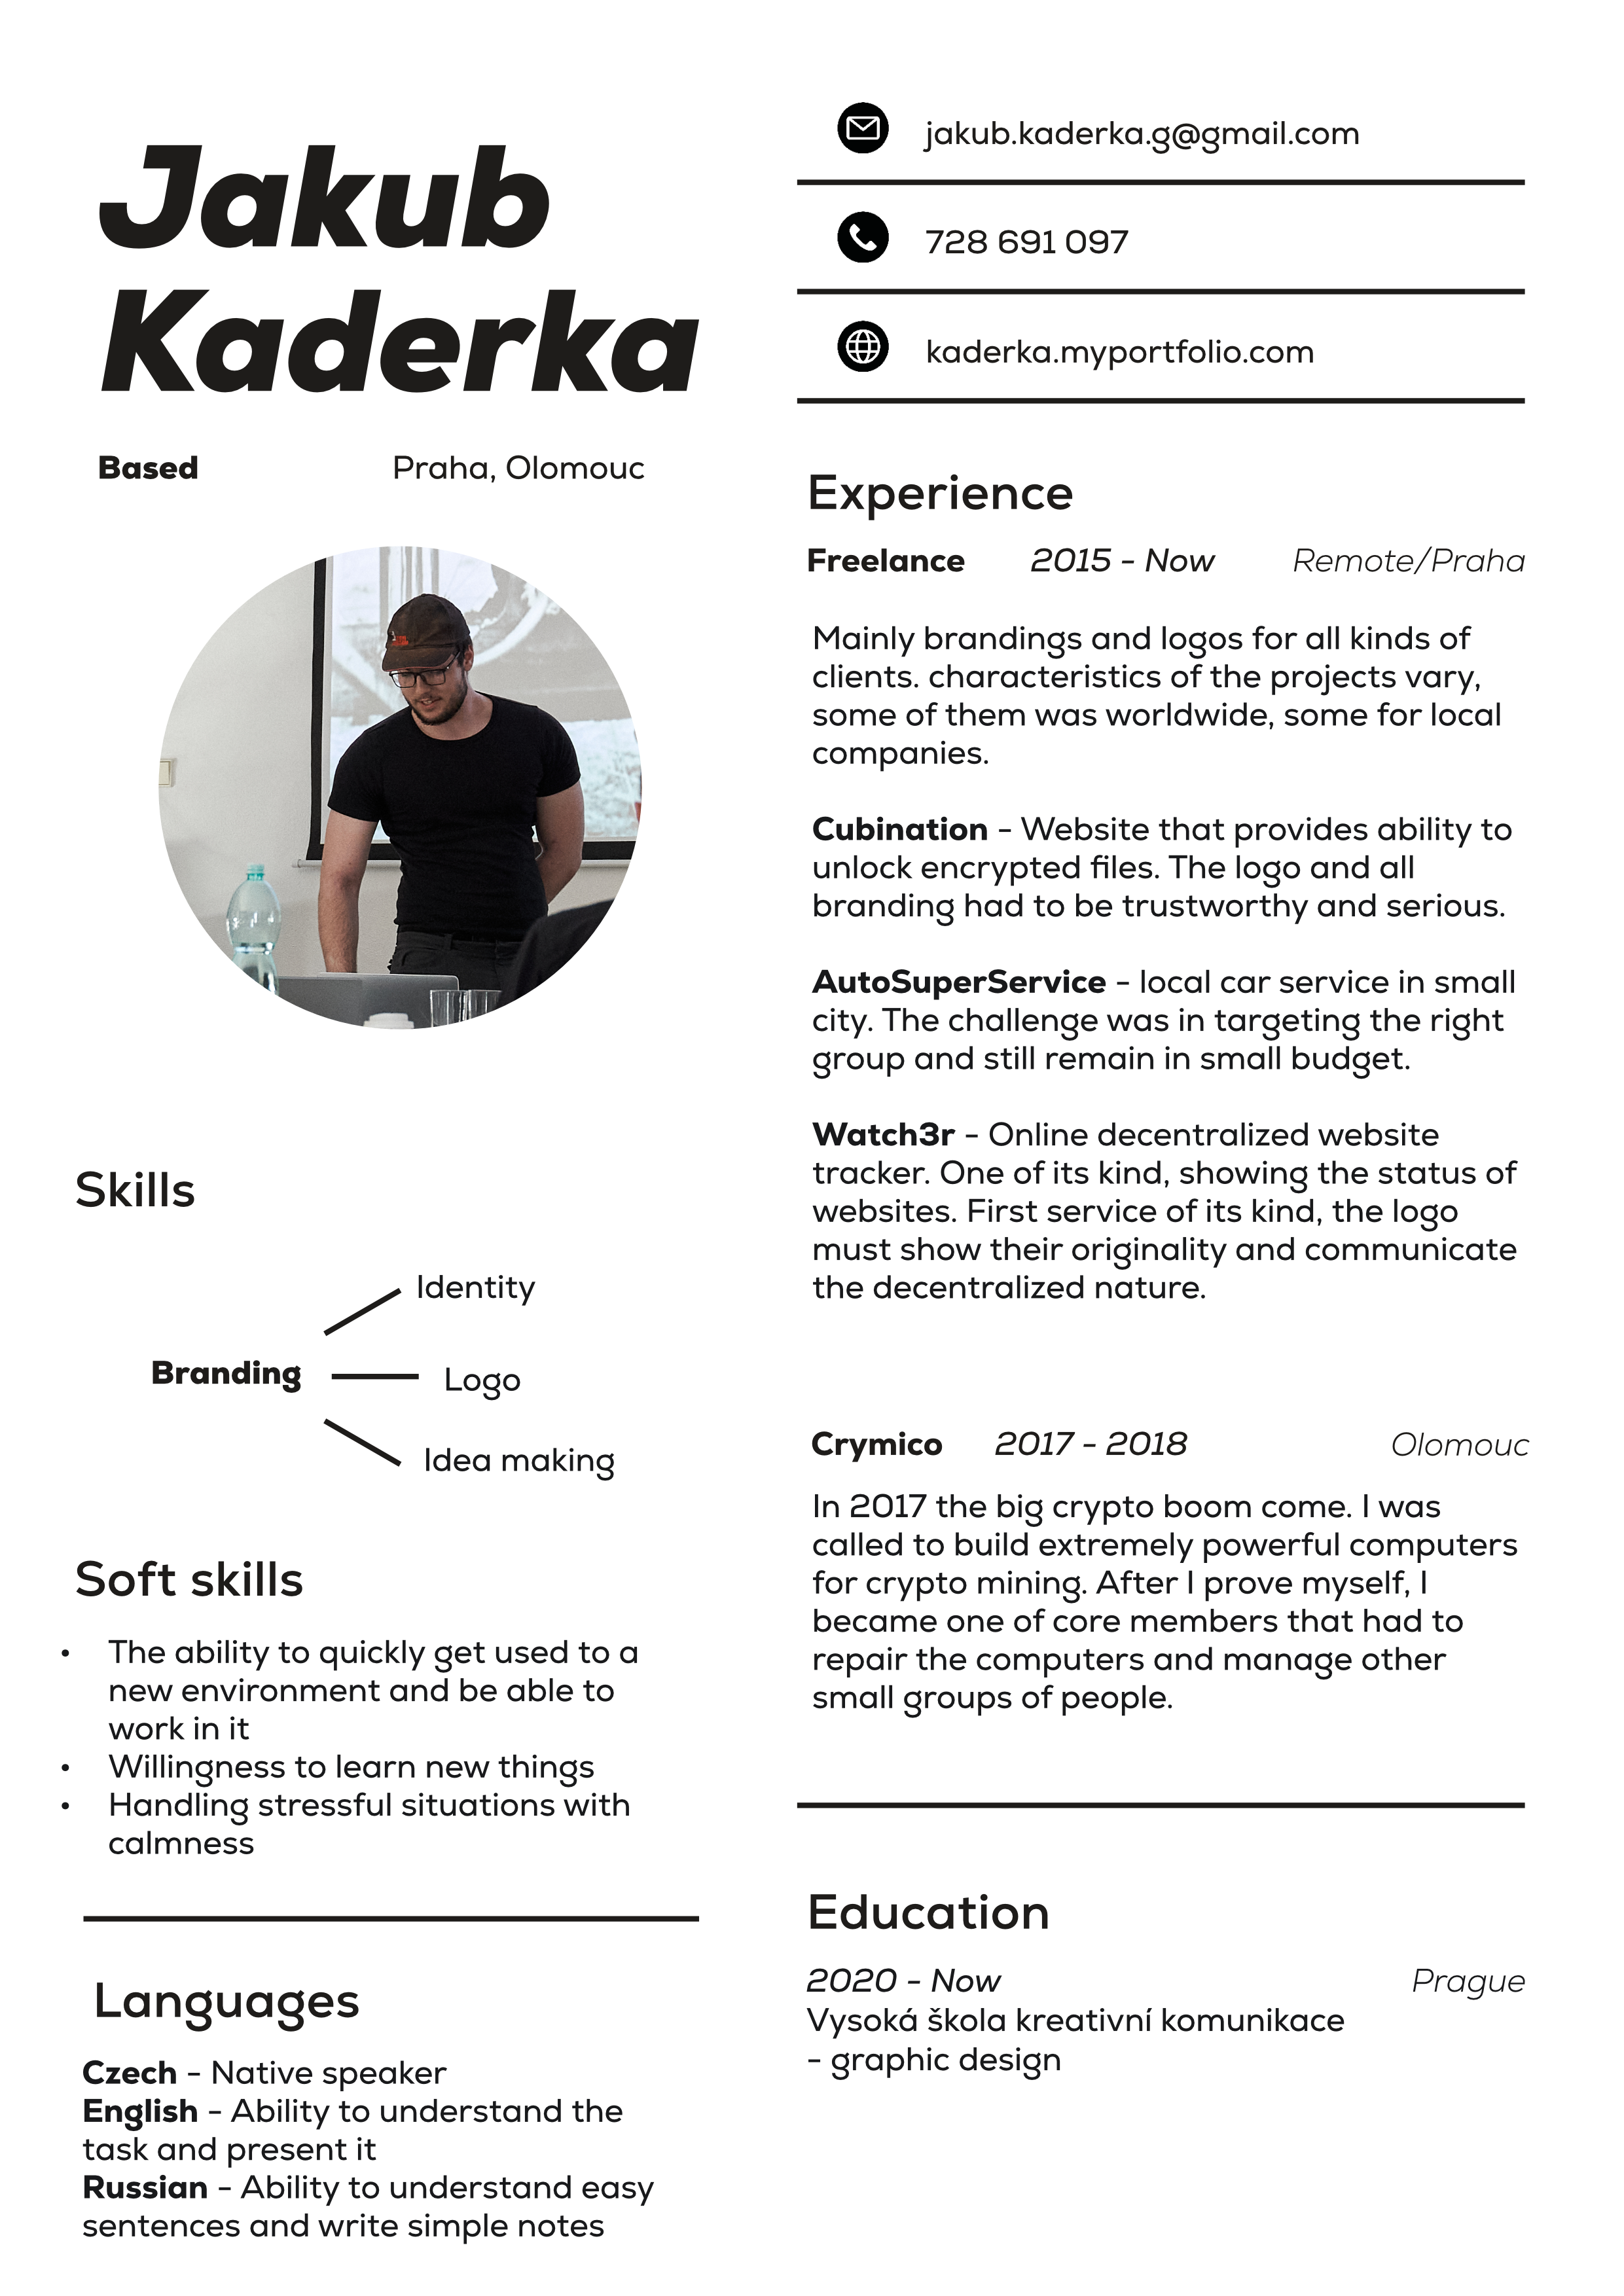 Jakub
Kaderka
Based Praha, Olomouc
Skills
Branding
Identity
Logo
Idea making
Soft skills
• The ability to quickly get used to a
new environment and be able to
work in it
• Willingness to learn new things
• Handling stressful situations with
calmness
Languages
Czech - Native speaker
English - Ability to understand the
task and present it
Russian - Ability to understand easy
sentences and write simple notes
jakub.kaderka.g@gmail.com
728 691 097
kaderka.myportfolio.com
Experience
Freelance 2015 - Now Remote/Praha
Mainly brandings and logos for all kinds of
clients. characteristics of the projects vary,
some of them was worldwide, some for local
companies.
Cubination - Website that provides ability to
unlock encrypted files. The logo and all
branding had to be trustworthy and serious.
AutoSuperService - local car service in small
city. The challenge was in targeting the right
group and still remain in small budget.
Watch3r - Online decentralized website
tracker. One of its kind, showing the status of
websites. First service of its kind, the logo
must show their originality and communicate
the decentralized nature.
Crymico 2017 - 2018 Olomouc
In 2017 the big crypto boom come. I was
called to build extremely powerful computers
for crypto mining. After I prove myself, I
became one of core members that had to
repair the computers and manage other
small groups of people.
Education
2020 - Now Prague
Vysoká škola kreativní komunikace
- graphic design